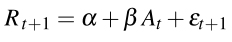 R_{t+1} = α + β A_t + ε_{t+1}